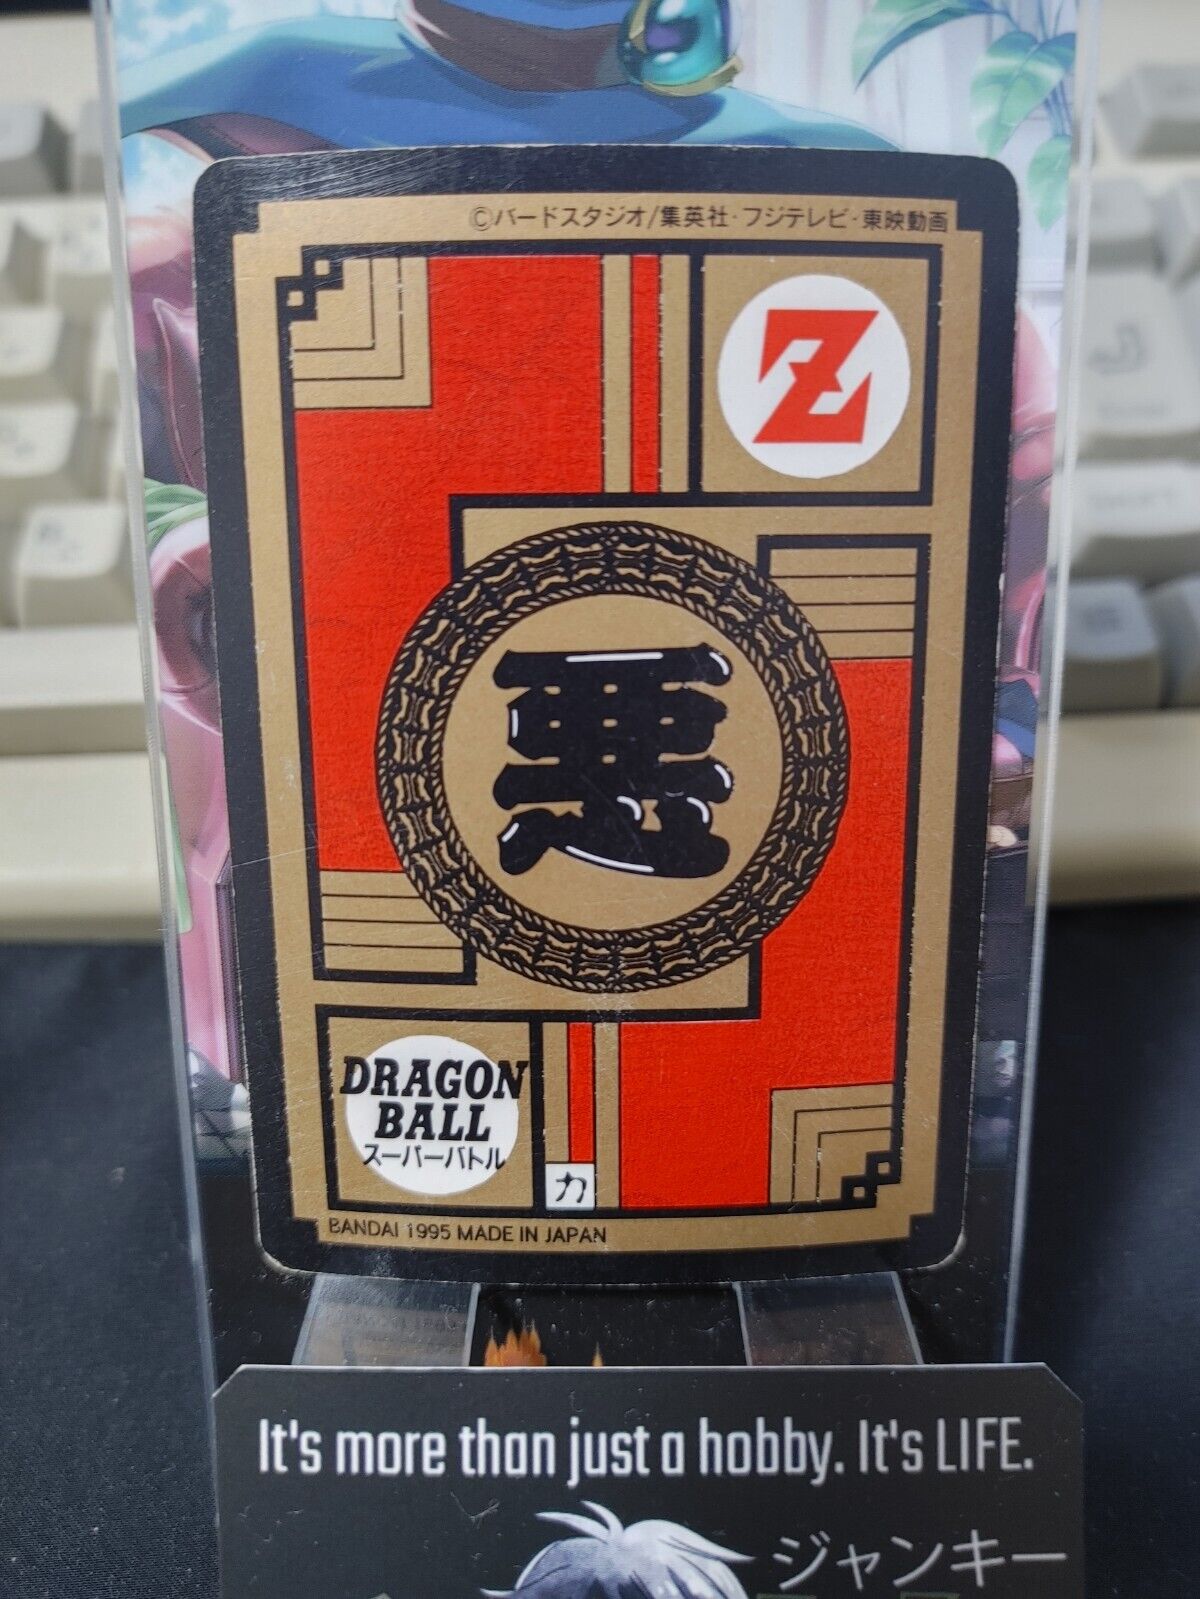 ©バードスタジオ/集英社・フジテレビ・東映動画
Z
悪
DRAGON
BALL
スーパーバトル
力
BANDAI 1995 MADE IN JAPAN
It's more than just a hobby. It's LIFE.
ジャンキー